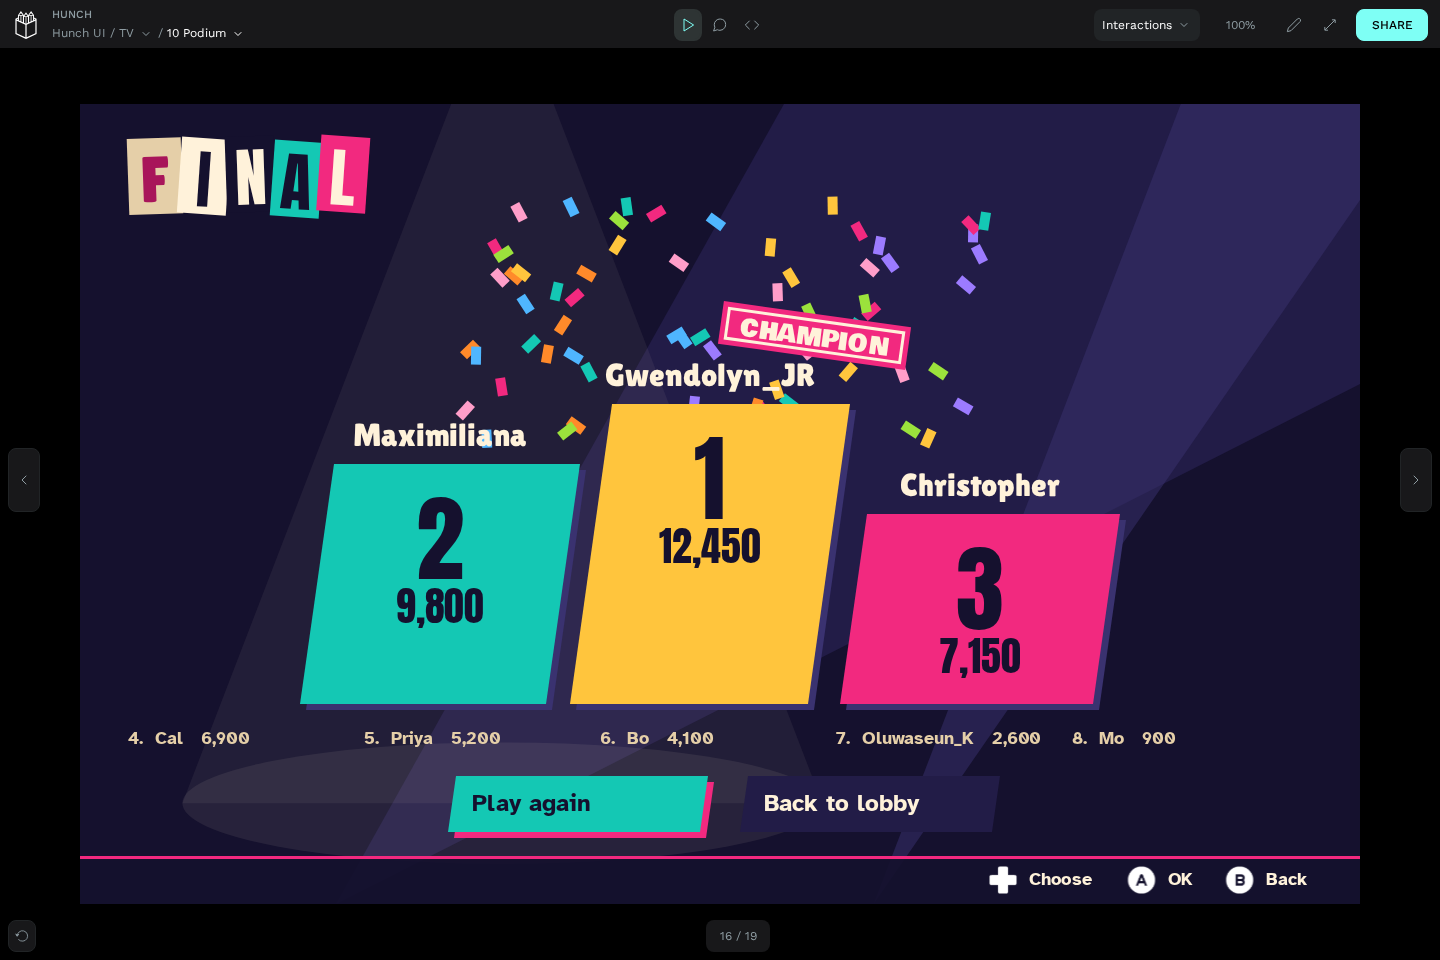 HUNCH
Hunch UI / TV / 10 Podium
Interactions
100%
SHARE
FINAL
CHAMPION
Gwendolyn_JR
Maximiliana
Christopher
1
12,450
2
9,800
3
7,150
4. Cal 6,900
5. Priya 5,200
6. Bo 4,100
7. Oluwaseun_K 2,600
8. Mo 900
Play again
Back to lobby
Choose
A OK
B Back
16 / 19